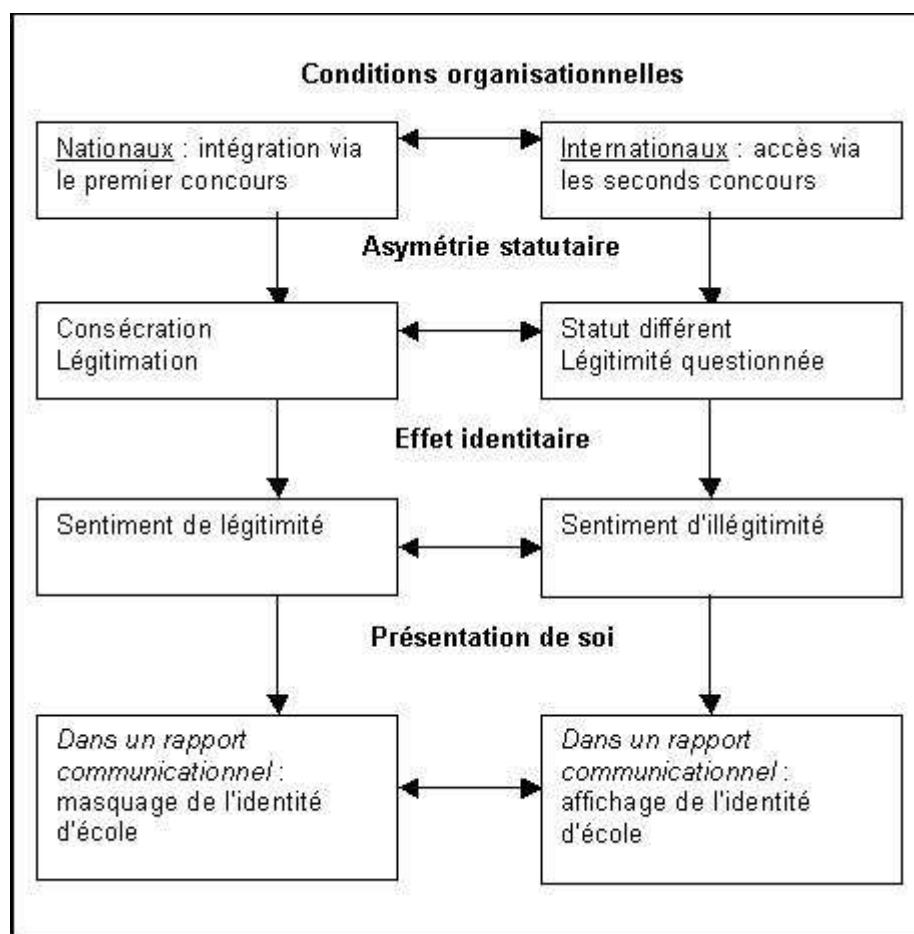 Conditions organisationnelles
Nationaux : intégration via
le premier concours
Internationaux : accès via
les seconds concours
Asymétrie statutaire
Consécration
Légitimation
Statut différent
Légitimité questionnée
Effet identitaire
Sentiment de légitimité
Sentiment d'illégitimité
Présentation de soi
Dans un rapport
communicationnel :
masquage de l'identité
d'école
Dans un rapport
communicationnel :
affichage de l'identité
d'école